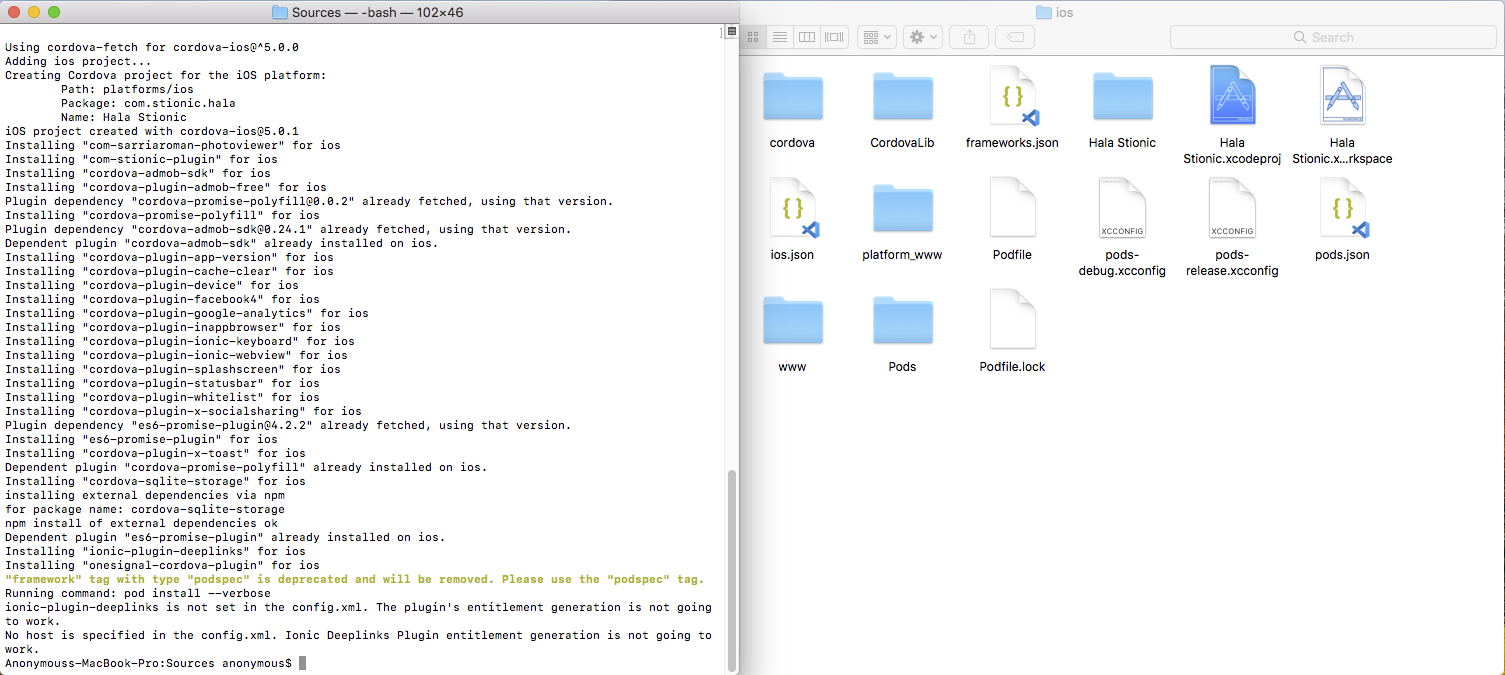 Sources — -bash — 102×46
Using cordova-fetch for cordova-ios@^5.0.0
Adding ios project...
Creating Cordova project for the iOS platform:
Path: platforms/ios
Package: com.stionic.hala
Name: Hala Stionic
iOS project created with cordova-ios@5.0.1
Installing "com-sarriaroman-photoviewer" for ios
Installing "com-stionic-plugin" for ios
Installing "cordova-admob-sdk" for ios
Installing "cordova-plugin-admob-free" for ios
Plugin dependency "cordova-promise-polyfill@0.0.2" already fetched, using that version.
Installing "cordova-promise-polyfill" for ios
Plugin dependency "cordova-admob-sdk@0.24.1" already fetched, using that version.
Dependent plugin "cordova-admob-sdk" already installed on ios.
Installing "cordova-plugin-app-version" for ios
Installing "cordova-plugin-cache-clear" for ios
Installing "cordova-plugin-device" for ios
Installing "cordova-plugin-facebook4" for ios
Installing "cordova-plugin-google-analytics" for ios
Installing "cordova-plugin-inappbrowser" for ios
Installing "cordova-plugin-ionic-keyboard" for ios
Installing "cordova-plugin-ionic-webview" for ios
Installing "cordova-plugin-splashscreen" for ios
Installing "cordova-plugin-statusbar" for ios
Installing "cordova-plugin-whitelist" for ios
Installing "cordova-plugin-x-socialsharing" for ios
Plugin dependency "es6-promise-plugin@4.2.2" already fetched, using that version.
Installing "es6-promise-plugin" for ios
Installing "cordova-plugin-x-toast" for ios
Dependent plugin "cordova-promise-polyfill" already installed on ios.
Installing "cordova-sqlite-storage" for ios
installing external dependencies via npm
for package name: cordova-sqlite-storage
npm install of external dependencies ok
Dependent plugin "es6-promise-plugin" already installed on ios.
Installing "ionic-plugin-deeplinks" for ios
Installing "onesignal-cordova-plugin" for ios
"framework" tag with type "podspec" is deprecated and will be removed. Please use the "podspec" tag.
Running command: pod install --verbose
ionic-plugin-deeplinks is not set in the config.xml. The plugin's entitlement generation is not going
to work.
No host is specified in the config.xml. Ionic Deeplinks Plugin entitlement generation is not going to
work.
Anonymouss-MacBook-Pro:Sources anonymous$
ios
Search
cordova
CordovaLib
{ }
frameworks.json
Hala Stionic
PROJECT
Hala
Stionic.xcodeproj
Hala
Stionic.x...rkspace
{ }
ios.json
platform_www
Podfile
XCCONFIG
pods-
debug.xcconfig
XCCONFIG
pods-
release.xcconfig
{ }
pods.json
www
Pods
Podfile.lock